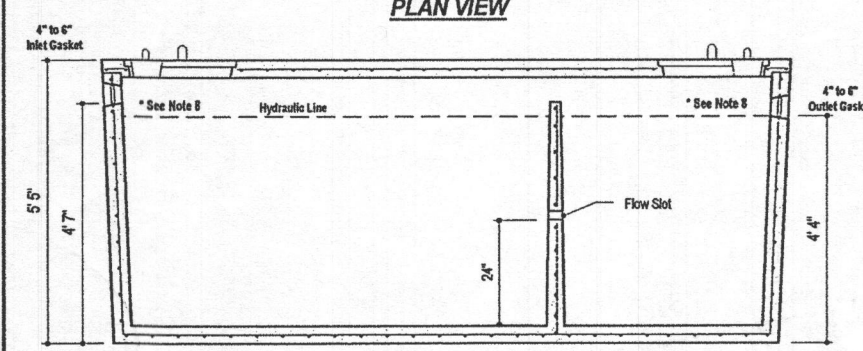 PLAN VIEW
4" to 6"
Inlet Gasket
* See Note 8
Hydraulic Line
* See Note 8
4" to 6"
Outlet Gask
5' 5"
4' 7"
Flow Slot
24"
4' 4"